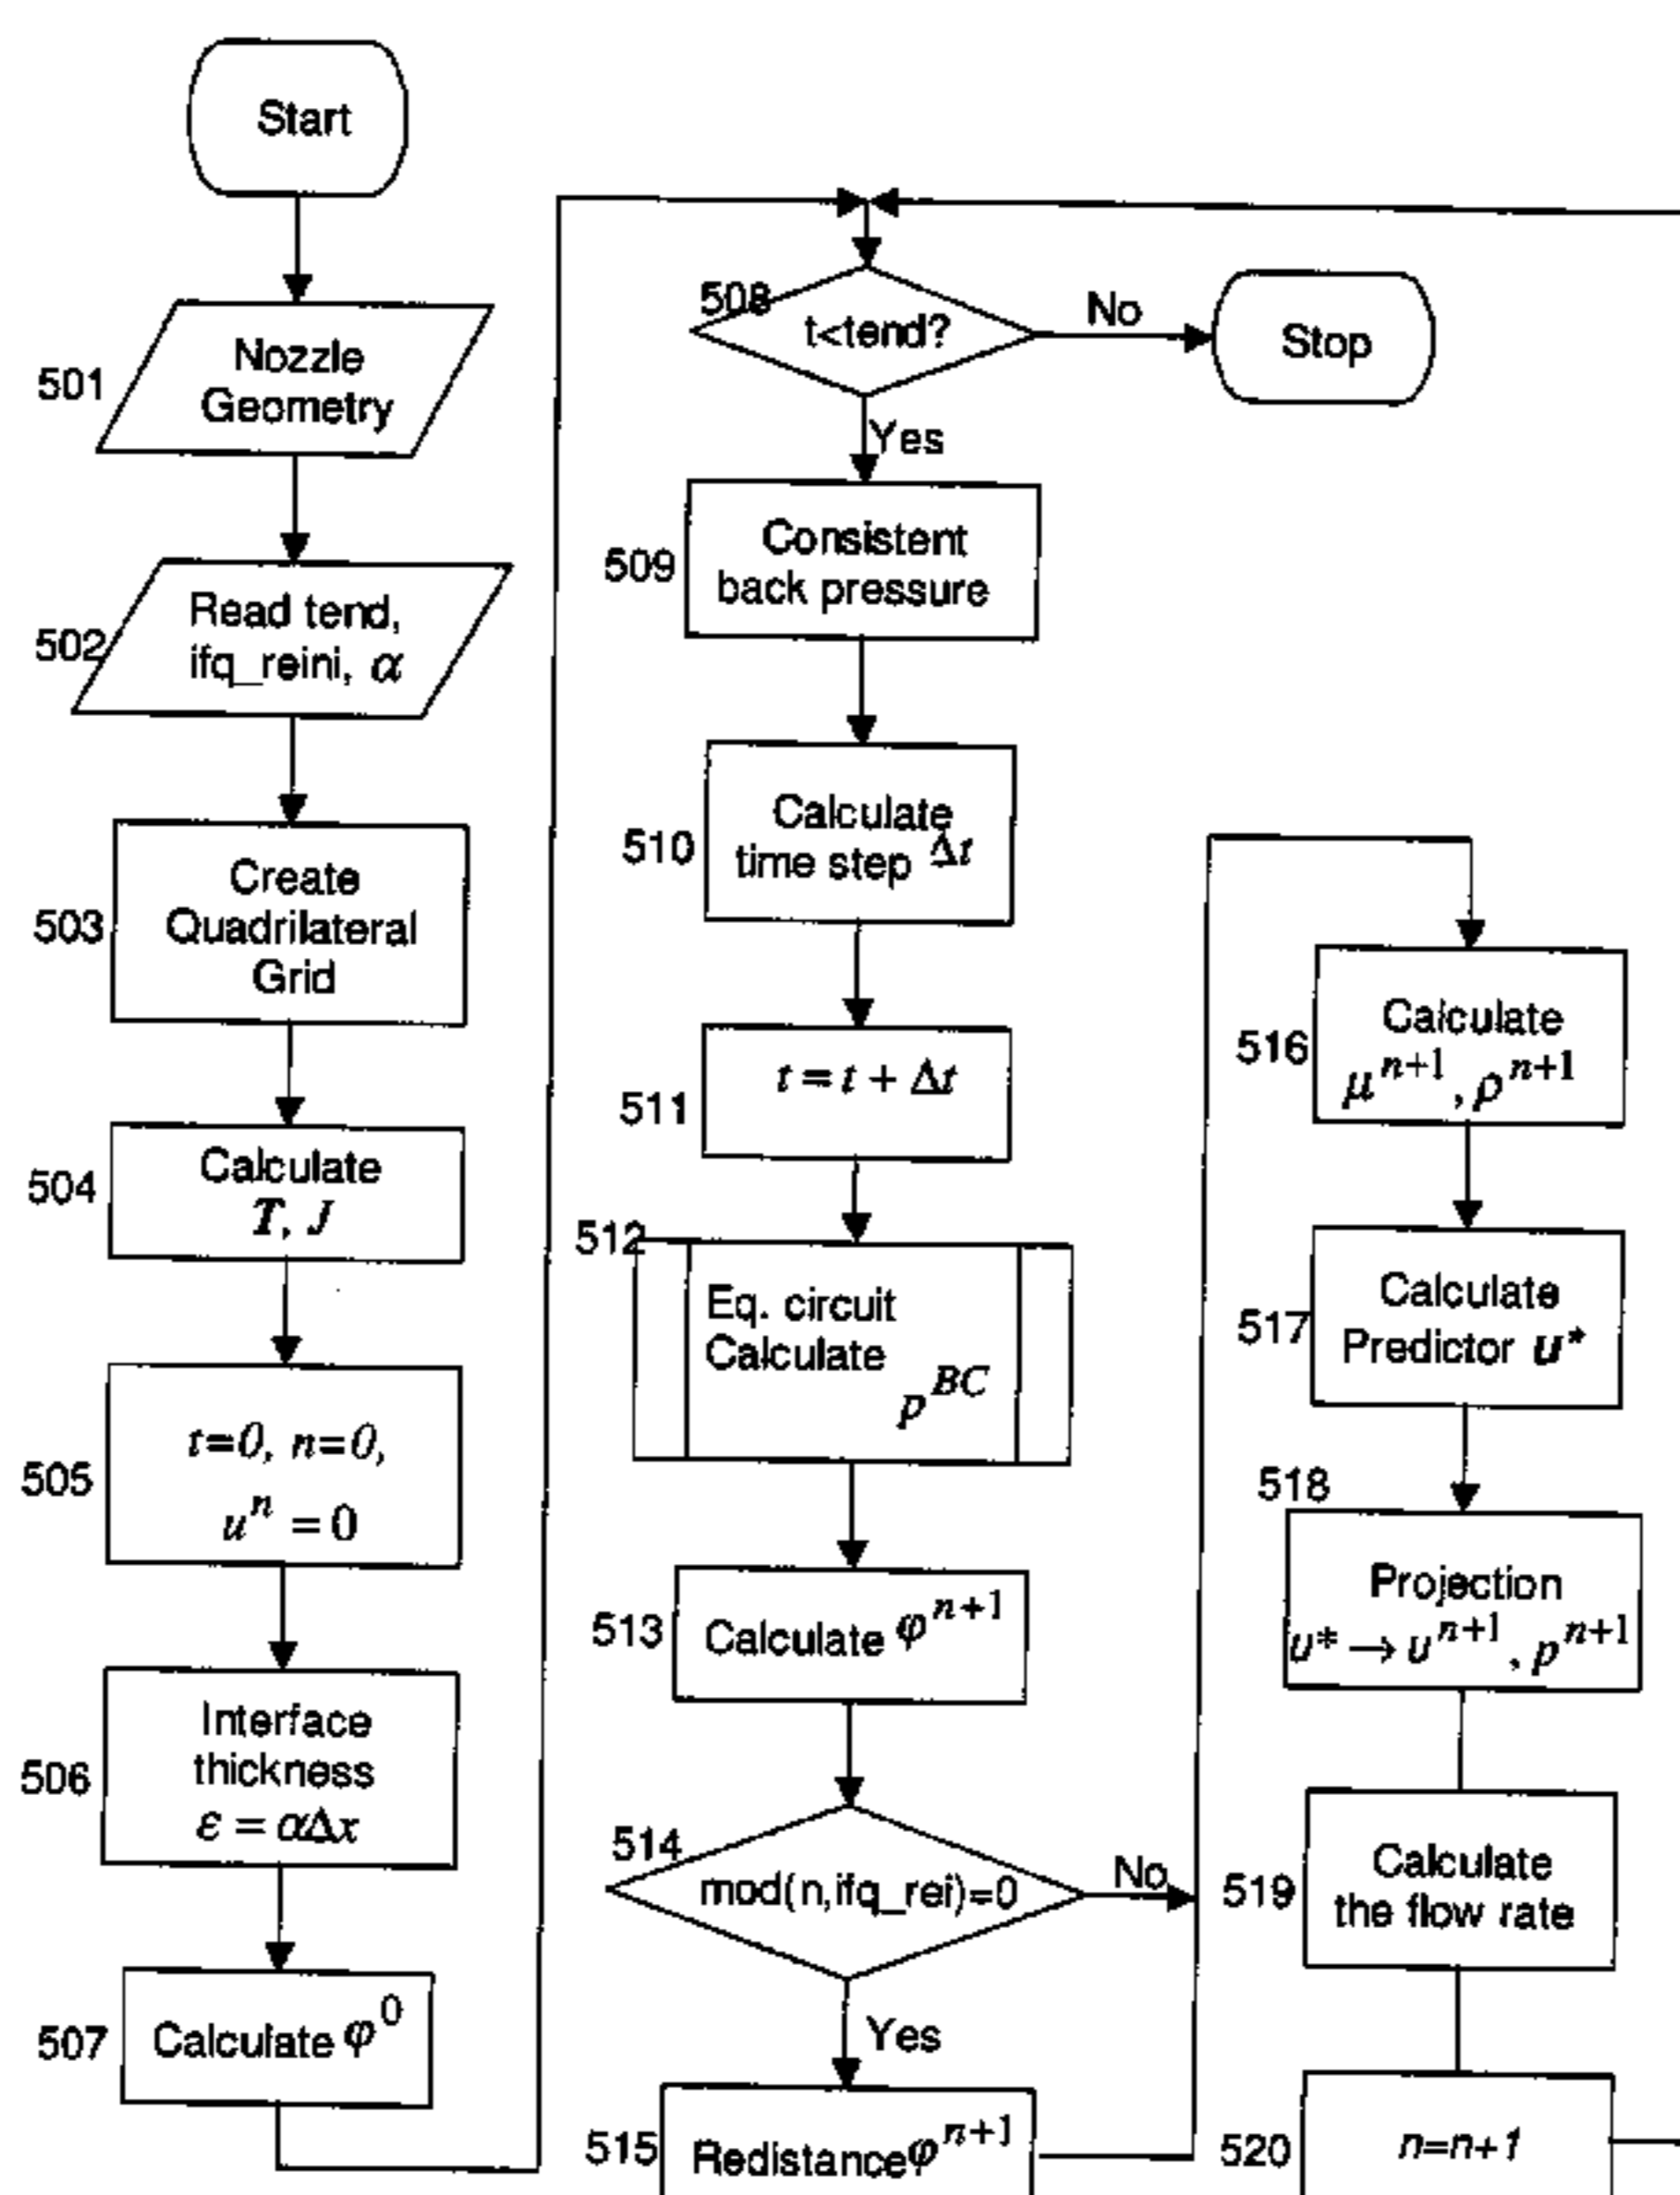 Start
501
Nozzle
Geometry
502
Read tend,
ifq_reini, α
503
Create
Quadrilateral
Grid
504
Calculate
T, J
505
t=0, n=0,
uⁿ = 0
506
Interface
thickness
ε = αΔx
507
Calculate φ⁰
508
t<tend?
No
Stop
Yes
509
Consistent
back pressure
510
Calculate
time step Δt
511
t = t + Δt
512
Eq. circuit
Calculate
p^BC
513
Calculate φ^n+1
514
mod(n,ifq_rei)=0
No
Yes
515
Redistance φ^n+1
516
Calculate
μ^n+1, ρ^n+1
517
Calculate
Predictor u*
518
Projection
u* → u^n+1, p^n+1
519
Calculate
the flow rate
520
n=n+1